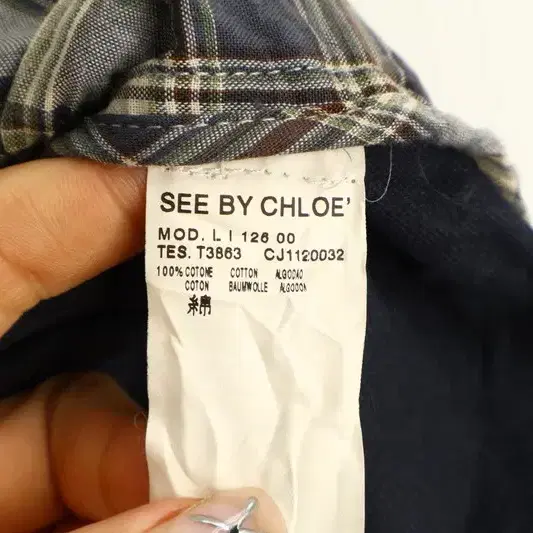 SEE BY CHLOE'
MOD. L I 126 00
TES. T3863 CJ1120032
100% COTONE COTTON ALGODAO
COTON BAUMWOLLE ALGODON
綿